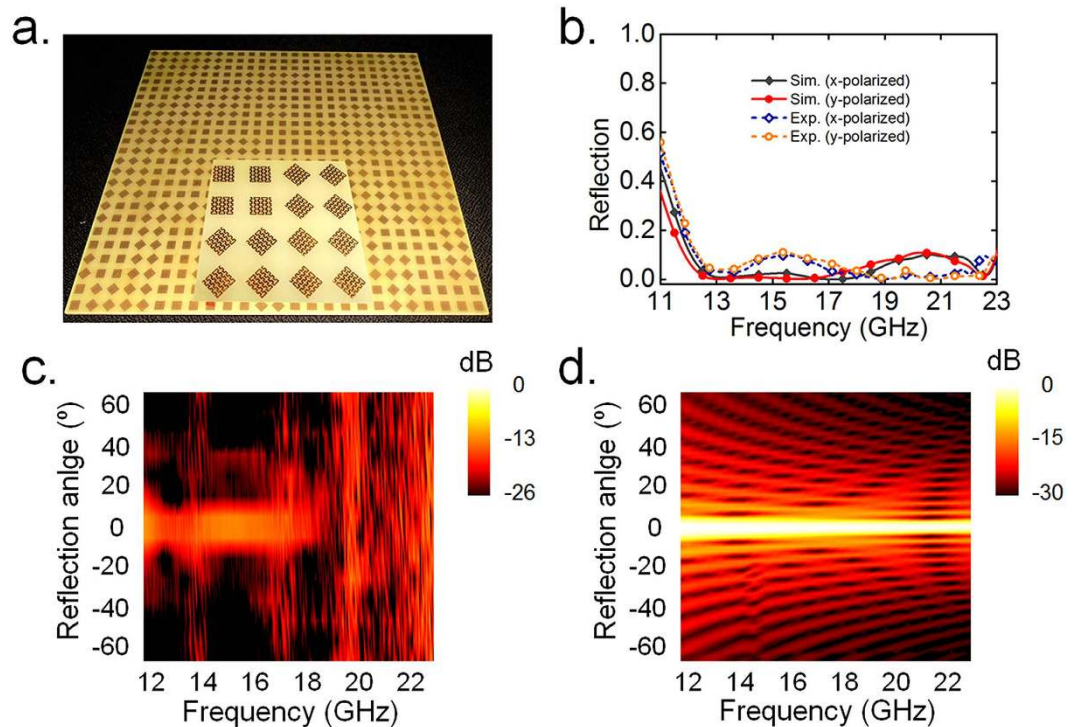 a.
b.
1.0
0.8
0.6
0.4
0.2
0.0
Reflection
Sim. (x-polarized)
Sim. (y-polarized)
Exp. (x-polarized)
Exp. (y-polarized)
11 13 15 17 19 21 23
Frequency (GHz)
c.
dB
0
-13
-26
60
40
20
0
-20
-40
-60
Reflection anlge (º)
12 14 16 18 20 22
Frequency (GHz)
d.
dB
0
-15
-30
60
40
20
0
-20
-40
-60
Reflection anlge (º)
12 14 16 18 20 22
Frequency (GHz)